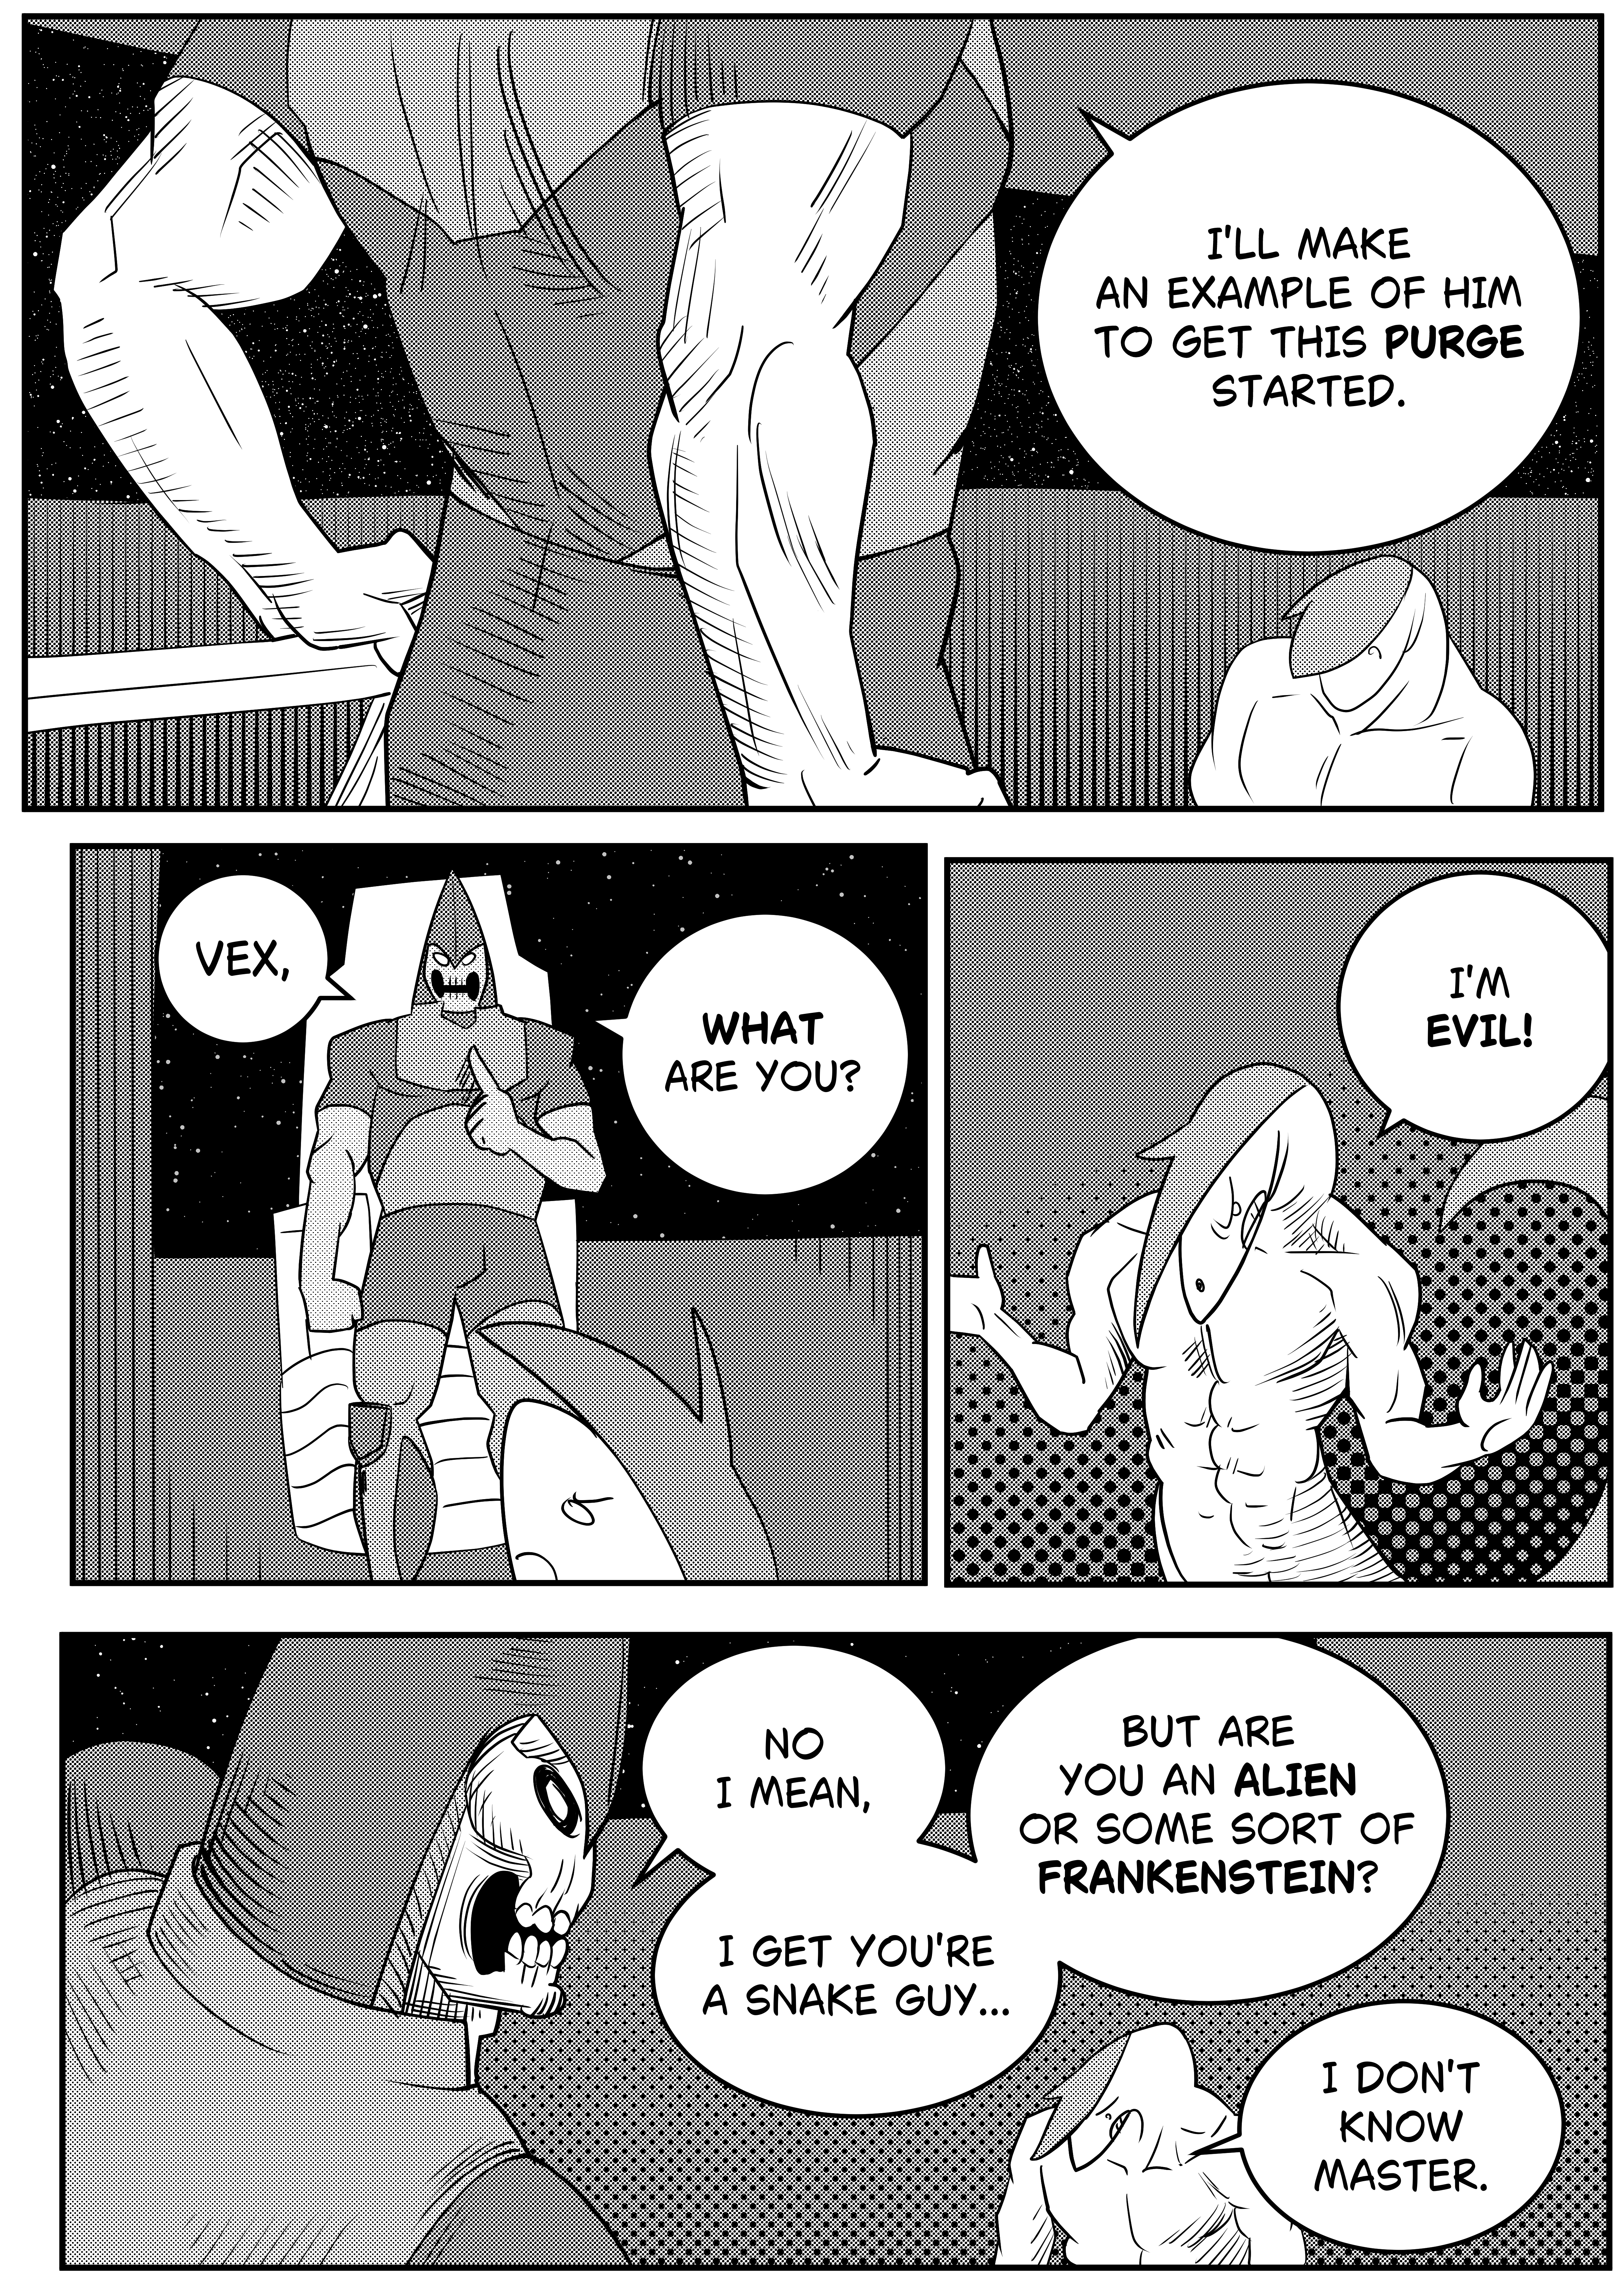 I'LL MAKE
AN EXAMPLE OF HIM
TO GET THIS PURGE
STARTED.
VEX,
WHAT
ARE YOU?
I'M
EVIL!
NO
I MEAN,
I GET YOU'RE
A SNAKE GUY...
BUT ARE
YOU AN ALIEN
OR SOME SORT OF
FRANKENSTEIN?
I DON'T
KNOW
MASTER.